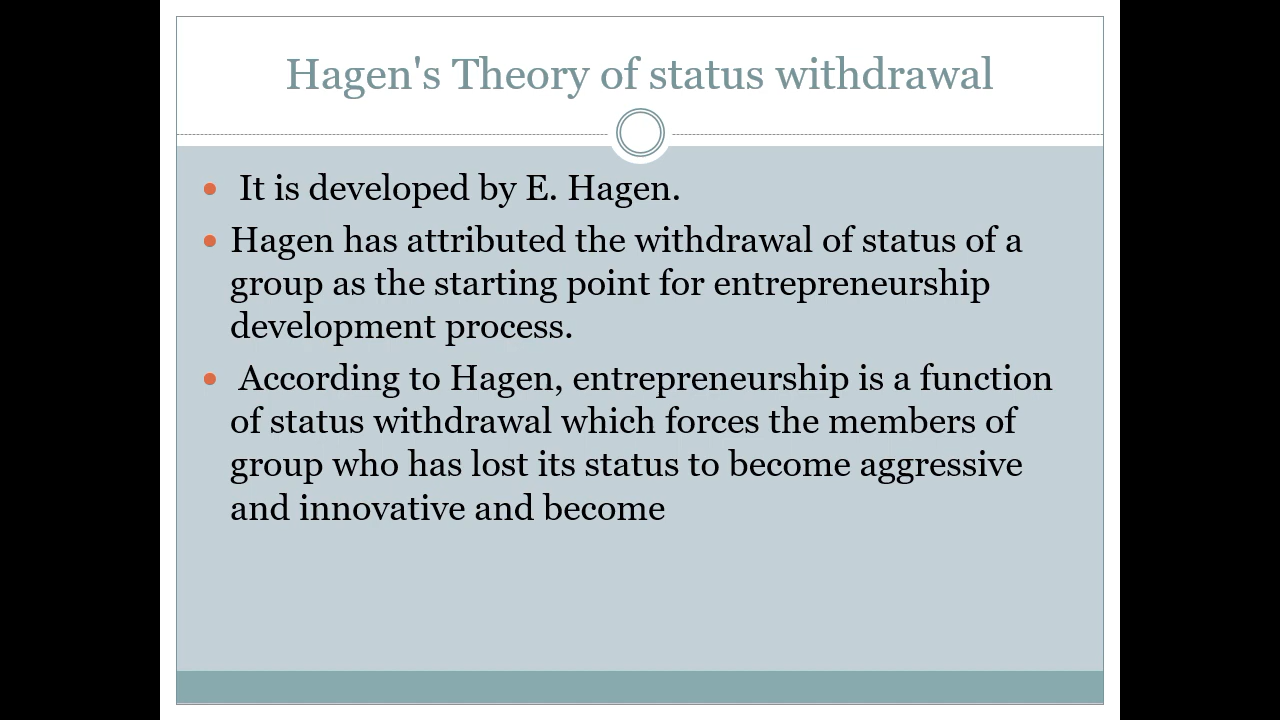 Hagen's Theory of status withdrawal
• It is developed by E. Hagen.
• Hagen has attributed the withdrawal of status of a
group as the starting point for entrepreneurship
development process.
• According to Hagen, entrepreneurship is a function
of status withdrawal which forces the members of
group who has lost its status to become aggressive
and innovative and become